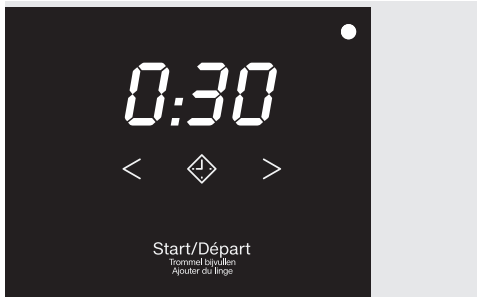 0:30
< >
Start/Départ
Trommel bijvullen
Ajouter du linge